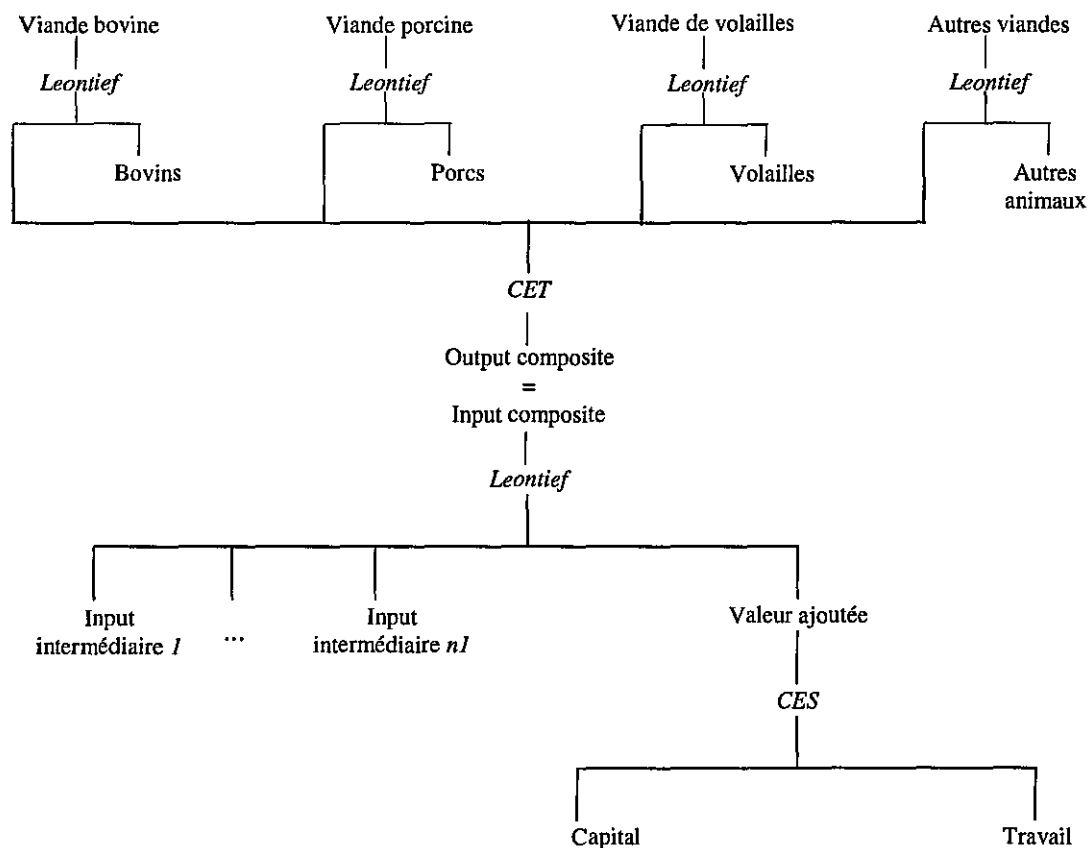 Viande bovine
Viande porcine
Viande de volailles
Autres viandes
Leontief
Leontief
Leontief
Leontief
Bovins
Porcs
Volailles
Autres
animaux
CET
Output composite
=
Input composite
Leontief
Input
intermédiaire 1
...
Input
intermédiaire n1
Valeur ajoutée
CES
Capital
Travail